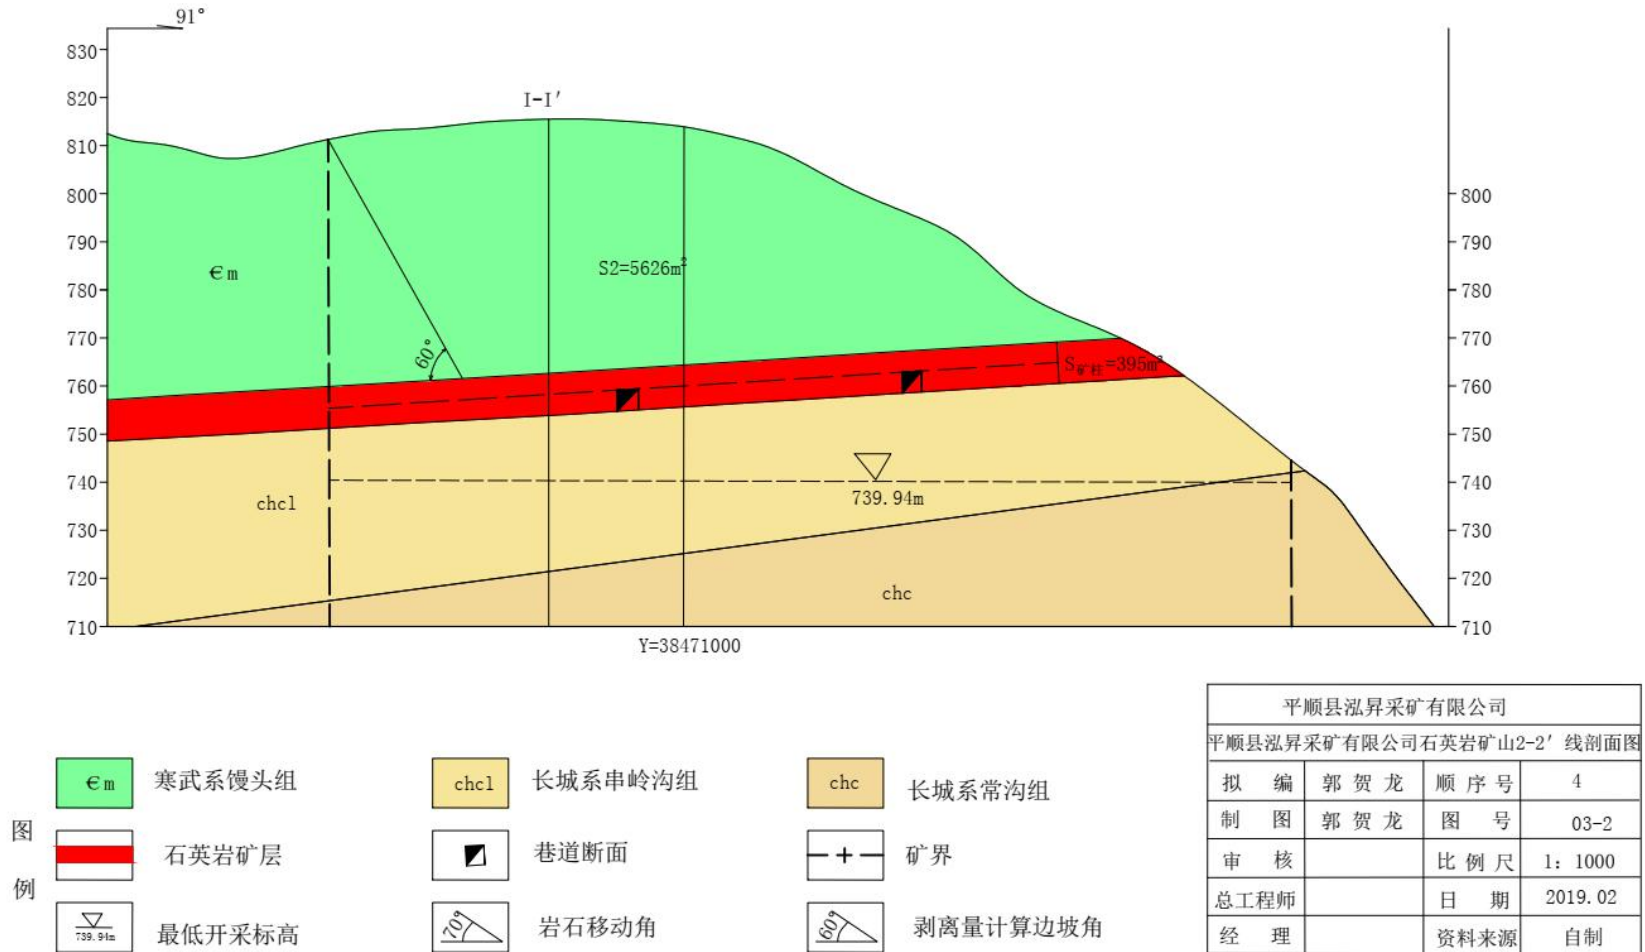 91°
830
820
I-I′
810
800
800
790
790
780
780
770
770
760
760
750
750
740
740
730
730
720
720
710
710
€m
S2=5626m²
60°
S矿柱=395m²
chcl
739.94m
chc
Y=38471000
平顺县泓昇采矿有限公司
平顺县泓昇采矿有限公司石英岩矿山2-2′ 线剖面图
拟 编 郭贺龙 顺序号 4
制 图 郭贺龙 图 号 03-2
审 核 比例尺 1: 1000
总工程师 日 期 2019.02
经 理 资料来源 自制
图例
€m 寒武系馒头组
chcl 长城系串岭沟组
chc 长城系常沟组
石英岩矿层
巷道断面
矿界
739.94m 最低开采标高
70° 岩石移动角
60° 剥离量计算边坡角